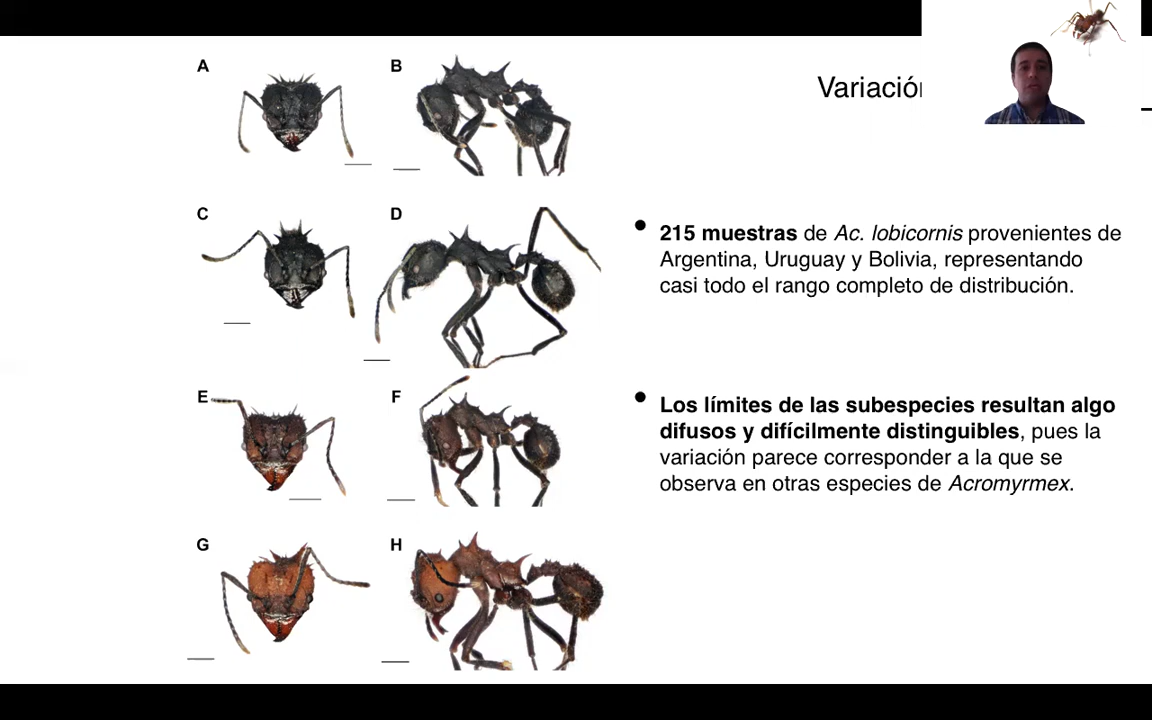 A
B
Variación
C
D
• 215 muestras de Ac. lobicornis provenientes de
Argentina, Uruguay y Bolivia, representando
casi todo el rango completo de distribución.
E
F
• Los límites de las subespecies resultan algo
difusos y difícilmente distinguibles, pues la
variación parece corresponder a la que se
observa en otras especies de Acromyrmex.
G
H